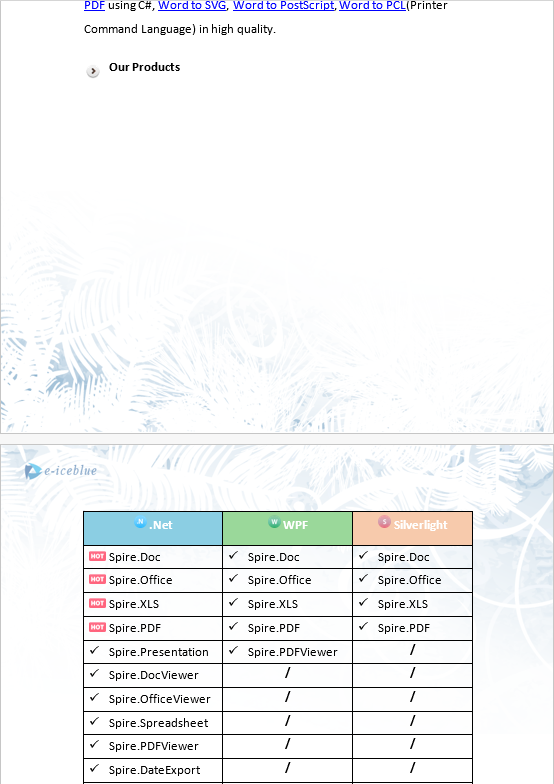 PDF using C#, Word to SVG, Word to PostScript, Word to PCL(Printer
Command Language) in high quality.
Our Products
e-iceblue
N .Net W WPF S Silverlight
HOT Spire.Doc ✓ Spire.Doc ✓ Spire.Doc
HOT Spire.Office ✓ Spire.Office ✓ Spire.Office
HOT Spire.XLS ✓ Spire.XLS ✓ Spire.XLS
HOT Spire.PDF ✓ Spire.PDF ✓ Spire.PDF
✓ Spire.Presentation ✓ Spire.PDFViewer /
✓ Spire.DocViewer / /
✓ Spire.OfficeViewer / /
✓ Spire.Spreadsheet / /
✓ Spire.PDFViewer / /
✓ Spire.DateExport / /